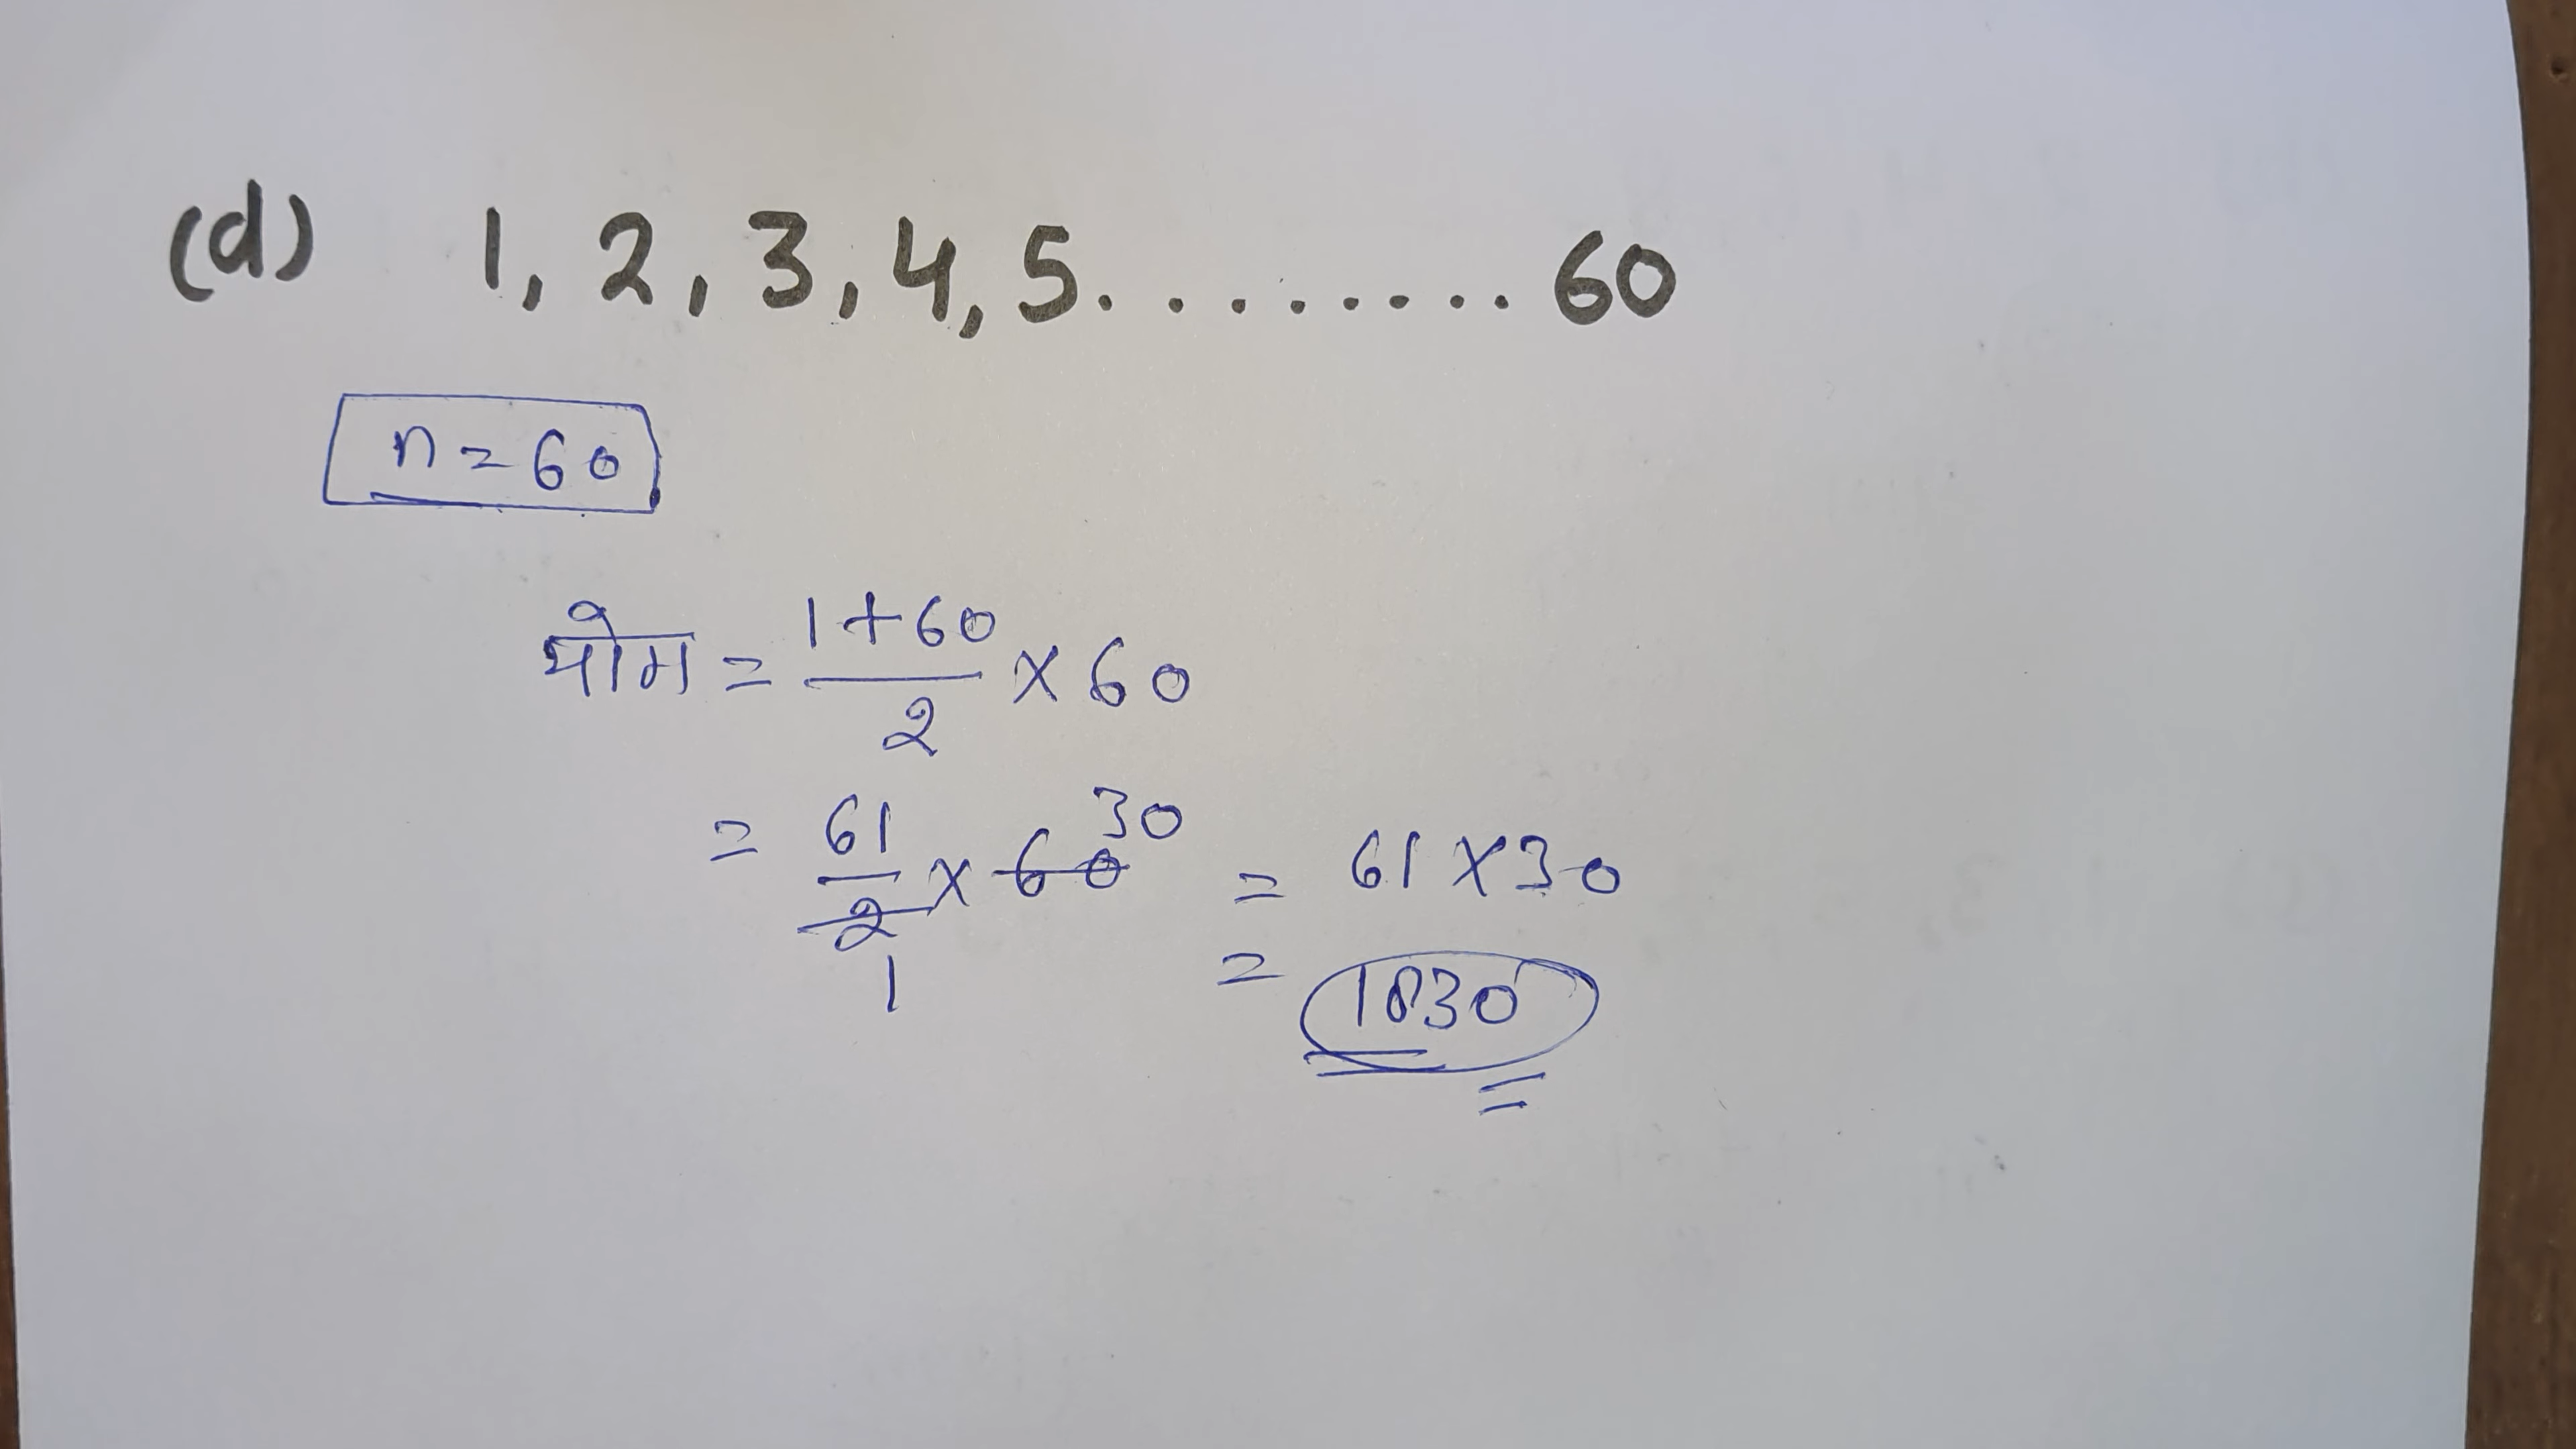 (d) 1, 2, 3, 4, 5. . . . . . . . . 60
n = 60
योग = 1+60/2 × 60
= 61/2 × 60 30 = 61 × 30
1
= 1830